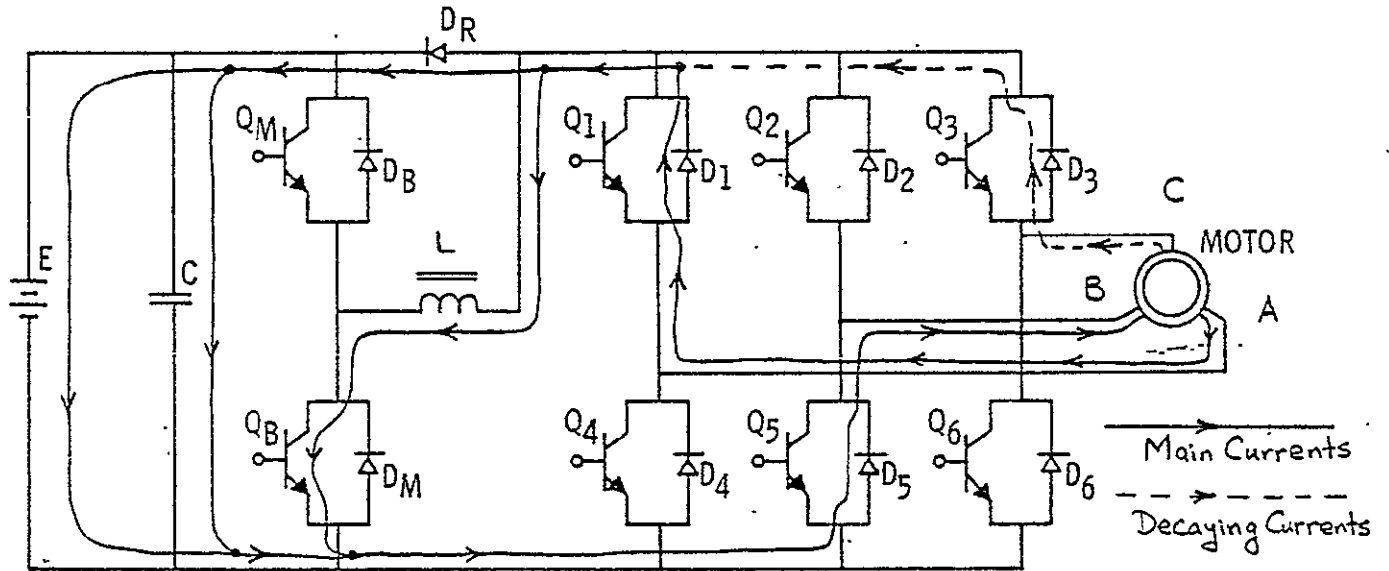 DR
QM
DB
Q1
D1
Q2
D2
Q3
D3
C
MOTOR
E
C
L
B
A
QB
DM
Q4
D4
Q5
D5
Q6
D6
Main Currents
Decaying Currents